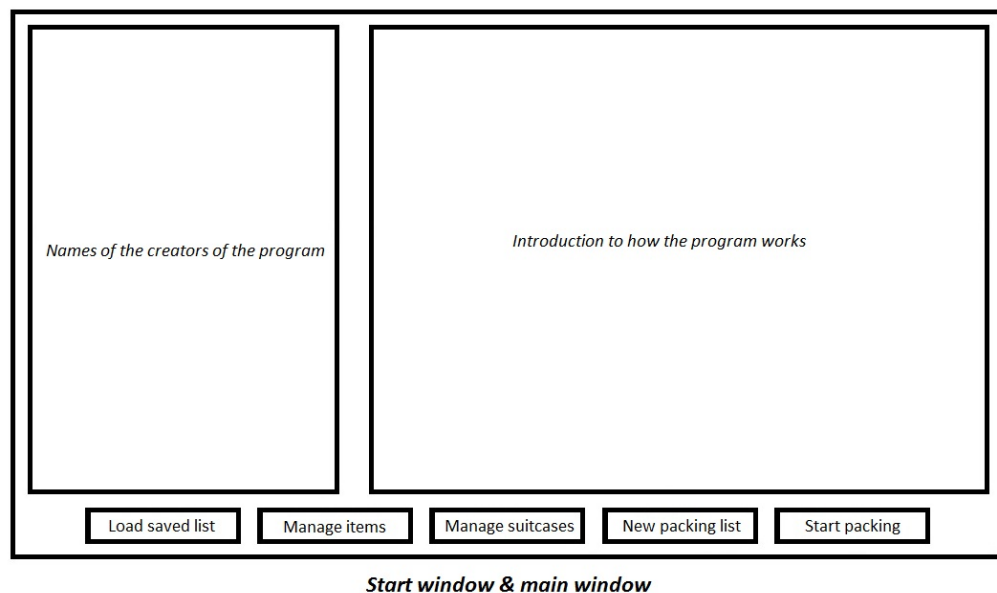 Names of the creators of the program
Introduction to how the program works
Load saved list
Manage items
Manage suitcases
New packing list
Start packing
Start window & main window